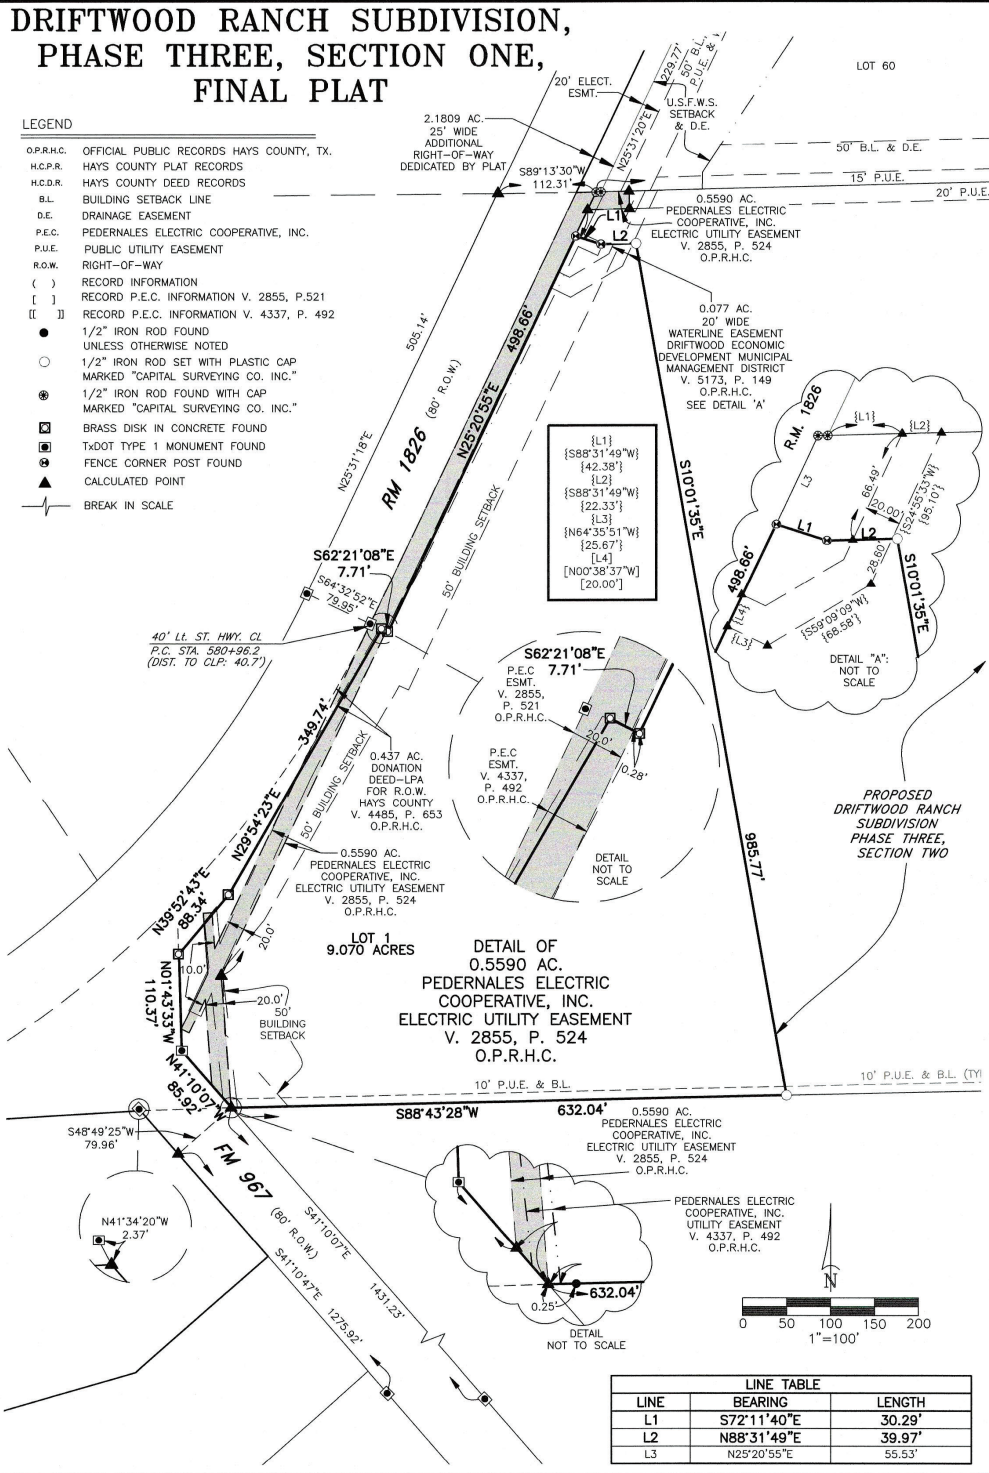 DRIFTWOOD RANCH SUBDIVISION,
PHASE THREE, SECTION ONE,
FINAL PLAT
LEGEND
O.P.R.H.C. OFFICIAL PUBLIC RECORDS HAYS COUNTY, TX.
H.C.P.R. HAYS COUNTY PLAT RECORDS
H.C.D.R. HAYS COUNTY DEED RECORDS
B.L. BUILDING SETBACK LINE
D.E. DRAINAGE EASEMENT
P.E.C. PEDERNALES ELECTRIC COOPERATIVE, INC.
P.U.E. PUBLIC UTILITY EASEMENT
R.O.W. RIGHT-OF-WAY
( ) RECORD INFORMATION
[ ] RECORD P.E.C. INFORMATION V. 2855, P.521
[[ ]] RECORD P.E.C. INFORMATION V. 4337, P. 492
1/2" IRON ROD FOUND
UNLESS OTHERWISE NOTED
1/2" IRON ROD SET WITH PLASTIC CAP
MARKED "CAPITAL SURVEYING CO. INC."
1/2" IRON ROD FOUND WITH CAP
MARKED "CAPITAL SURVEYING CO. INC."
BRASS DISK IN CONCRETE FOUND
TxDOT TYPE 1 MONUMENT FOUND
FENCE CORNER POST FOUND
CALCULATED POINT
BREAK IN SCALE
20' ELECT.
ESMT.
229.77'
50' B.L.
P.U.E. &
N25°31'20"E
U.S.F.W.S.
SETBACK
& D.E.
LOT 60
50' B.L. & D.E.
15' P.U.E.
20' P.U.E.
2.1809 AC.
25' WIDE
ADDITIONAL
RIGHT-OF-WAY
DEDICATED BY PLAT
S89°13'30"W
112.31'
L1
L2
0.5590 AC.
PEDERNALES ELECTRIC
COOPERATIVE, INC.
ELECTRIC UTILITY EASEMENT
V. 2855, P. 524
O.P.R.H.C.
0.077 AC.
20' WIDE
WATERLINE EASEMENT
DRIFTWOOD ECONOMIC
DEVELOPMENT MUNICIPAL
MANAGEMENT DISTRICT
V. 5173, P. 149
O.P.R.H.C.
SEE DETAIL 'A'
505.14'
N25°31'18"E
RM 1826
(80' R.O.W.)
498.66'
N25°20'55"E
50' BUILDING SETBACK
{L1}
{S88°31'49"W}
{42.38'}
{L2}
{S88°31'49"W}
{22.33'}
{L3}
{N64°35'51"W}
{25.67'}
[L4]
[N00°38'37"W]
[20.00']
S10°01'35"E
R.M. 1826
{L1}
{L2}
L3
66.49'
20.00'
{S24°55'33"W}
{95.10'}
L1
L2
498.66'
28.60'
S10°01'35"E
{L4}
{L3}
{S59°09'09"W}
{68.58'}
DETAIL "A":
NOT TO
SCALE
S62°21'08"E
7.71'
S64°32'52"E
79.95'
40' Lt. ST. HWY. CL
P.C. STA. 580+96.2
(DIST. TO CLP: 40.7')
S62°21'08"E
7.71'
P.E.C
ESMT.
V. 2855,
P. 521
O.P.R.H.C.
P.E.C
ESMT.
V. 4337,
P. 492
O.P.R.H.C.
20.0'
0.28'
DETAIL
NOT TO
SCALE
349.74'
N29°54'23"E
50' BUILDING SETBACK
0.437 AC.
DONATION
DEED-LPA
FOR R.O.W.
HAYS COUNTY
V. 4485, P. 653
O.P.R.H.C.
0.5590 AC.
PEDERNALES ELECTRIC
COOPERATIVE, INC.
ELECTRIC UTILITY EASEMENT
V. 2855, P. 524
O.P.R.H.C.
985.77'
PROPOSED
DRIFTWOOD RANCH
SUBDIVISION
PHASE THREE,
SECTION TWO
N39°52'43"E
88.34'
20.0'
LOT 1
9.070 ACRES
10.0'
N01°43'33"W
110.37'
20.0'
50'
BUILDING
SETBACK
DETAIL OF
0.5590 AC.
PEDERNALES ELECTRIC
COOPERATIVE, INC.
ELECTRIC UTILITY EASEMENT
V. 2855, P. 524
O.P.R.H.C.
N41°10'07"W
85.92'
10' P.U.E. & B.L.
10' P.U.E. & B.L. (TY
S88°43'28"W 632.04'
S48°49'25"W
79.96'
FM 967
(80' R.O.W.)
S41°10'07"E
1431.23'
S41°10'47"E
1275.92'
N41°34'20"W
2.37'
0.5590 AC.
PEDERNALES ELECTRIC
COOPERATIVE, INC.
ELECTRIC UTILITY EASEMENT
V. 2855, P. 524
O.P.R.H.C.
PEDERNALES ELECTRIC
COOPERATIVE, INC.
UTILITY EASEMENT
V. 4337, P. 492
O.P.R.H.C.
632.04'
0.25'
DETAIL
NOT TO SCALE
N
0 50 100 150 200
1"=100'
LINE TABLE
LINE BEARING LENGTH
L1 S72°11'40"E 30.29'
L2 N88°31'49"E 39.97'
L3 N25°20'55"E 55.53'